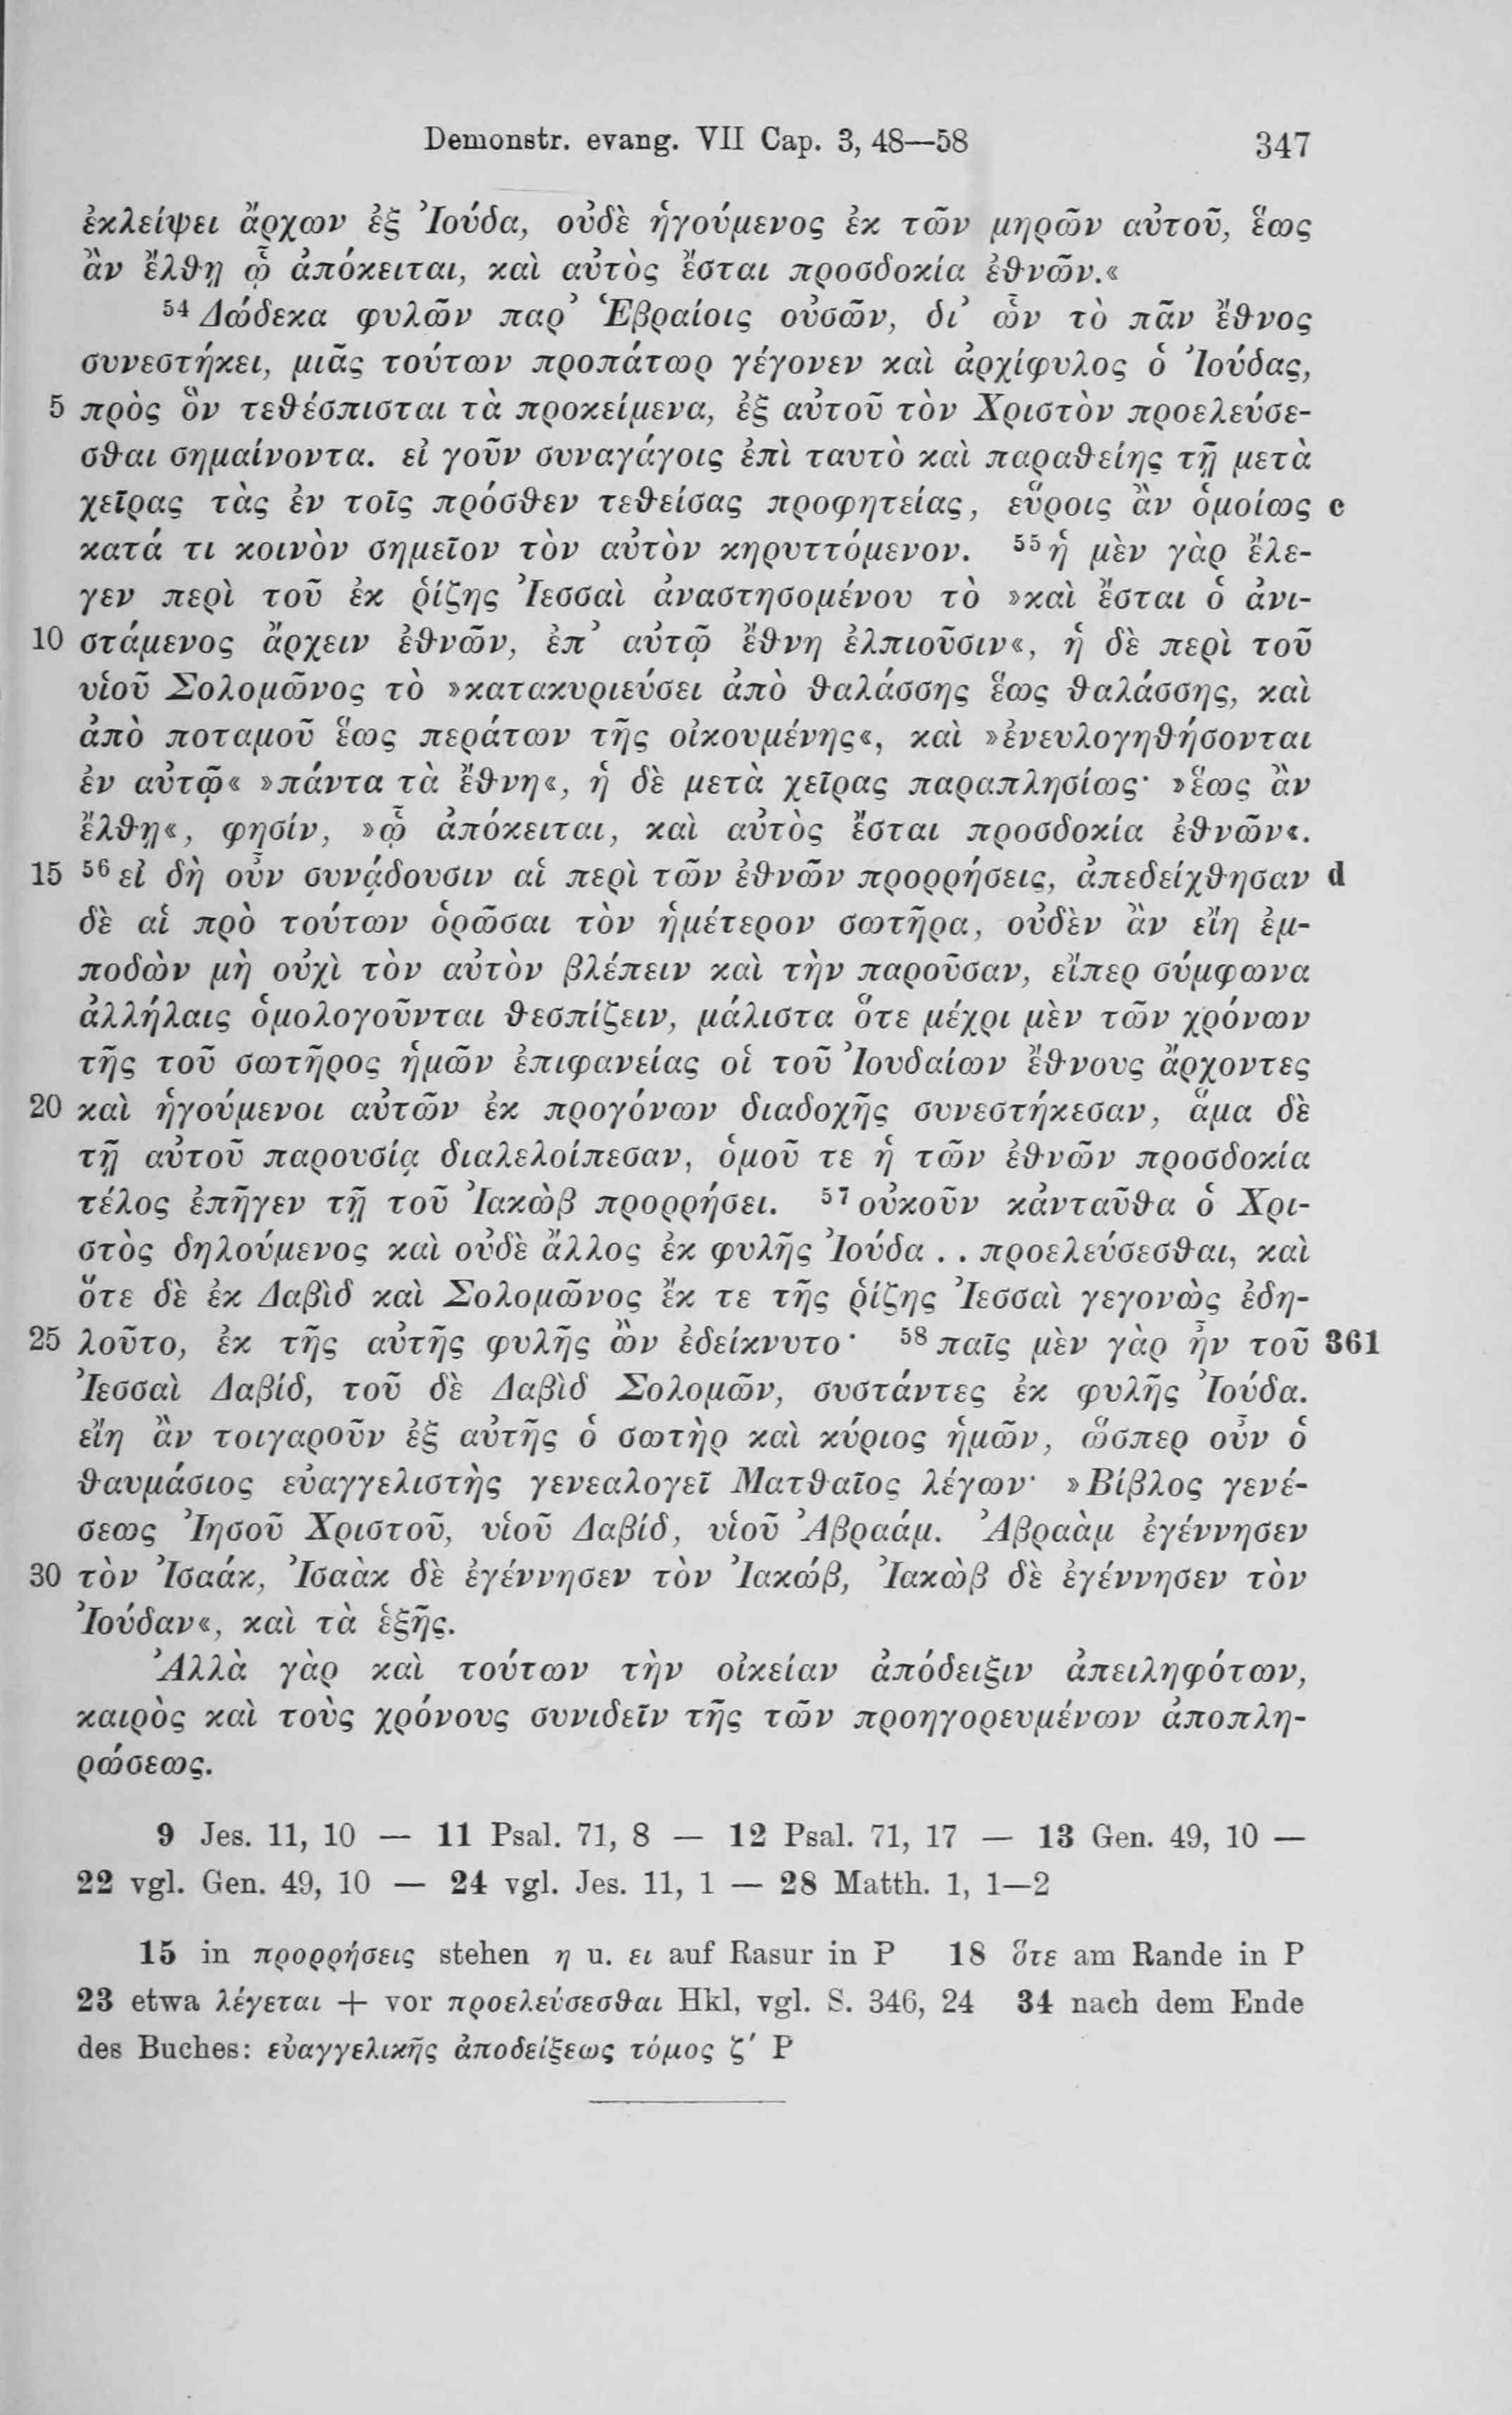 Demonstr. evang. VII Cap. 3, 48—58 347
ἐκλείψει ἄρχων ἐξ Ἰούδα, οὐδὲ ἡγούμενος ἐκ τῶν μηρῶν αὐτοῦ, ἕως
ἂν ἔλθῃ ᾧ ἀπόκειται, καὶ αὐτὸς ἔσται προσδοκία ἐθνῶν.«
⁵⁴ Δώδεκα φυλῶν παρ’ Ἑβραίοις οὐσῶν, δι’ ὧν τὸ πᾶν ἔθνος
συνεστήκει, μιᾶς τούτων προπάτωρ γέγονεν καὶ ἀρχίφυλος ὁ Ἰούδας,
5 πρὸς ὃν τεθέσπισται τὰ προκείμενα, ἐξ αὐτοῦ τὸν Χριστὸν προελεύσε-
σθαι σημαίνοντα. εἰ γοῦν συναγάγοις ἐπὶ ταυτὸ καὶ παραθείης τῇ μετὰ
χεῖρας τὰς ἐν τοῖς πρόσθεν τεθείσας προφητείας, εὕροις ἂν ὁμοίως c
κατά τι κοινὸν σημεῖον τὸν αὐτὸν κηρυττόμενον. ⁵⁵ ἡ μὲν γὰρ ἔλε-
γεν περὶ τοῦ ἐκ ῥίζης Ἰεσσαὶ ἀναστησομένου τὸ »καὶ ἔσται ὁ ἀνι-
10 στάμενος ἄρχειν ἐθνῶν, ἐπ’ αὐτῷ ἔθνη ἐλπιοῦσιν«, ἡ δὲ περὶ τοῦ
υἱοῦ Σολομῶνος τὸ »κατακυριεύσει ἀπὸ θαλάσσης ἕως θαλάσσης, καὶ
ἀπὸ ποταμοῦ ἕως περάτων τῆς οἰκουμένης«, καὶ »ἐνευλογηθήσονται
ἐν αὐτῷ« »πάντα τὰ ἔθνη«, ἡ δὲ μετὰ χεῖρας παραπλησίως· »ἕως ἂν
ἔλθῃ«, φησίν, »ᾧ ἀπόκειται, καὶ αὐτὸς ἔσται προσδοκία ἐθνῶν«.
15 ⁵⁶ εἰ δὴ οὖν συνᾴδουσιν αἱ περὶ τῶν ἐθνῶν προρρήσεις, ἀπεδείχθησαν d
δὲ αἱ πρὸ τούτων ὁρῶσαι τὸν ἡμέτερον σωτῆρα, οὐδὲν ἂν εἴη ἐμ-
ποδὼν μὴ οὐχὶ τὸν αὐτὸν βλέπειν καὶ τὴν παροῦσαν, εἴπερ σύμφωνα
ἀλλήλαις ὁμολογοῦνται θεσπίζειν, μάλιστα ὅτε μέχρι μὲν τῶν χρόνων
τῆς τοῦ σωτῆρος ἡμῶν ἐπιφανείας οἱ τοῦ Ἰουδαίων ἔθνους ἄρχοντες
20 καὶ ἡγούμενοι αὐτῶν ἐκ προγόνων διαδοχῆς συνεστήκεσαν, ἅμα δὲ
τῇ αὐτοῦ παρουσίᾳ διαλελοίπεσαν, ὁμοῦ τε ἡ τῶν ἐθνῶν προσδοκία
τέλος ἐπῆγεν τῇ τοῦ Ἰακὼβ προρρήσει. ⁵⁷ οὐκοῦν κἀνταῦθα ὁ Χρι-
στὸς δηλούμενος καὶ οὐδὲ ἄλλος ἐκ φυλῆς Ἰούδα . . προελεύσεσθαι, καὶ
ὅτε δὲ ἐκ Δαβὶδ καὶ Σολομῶνος ἔκ τε τῆς ῥίζης Ἰεσσαὶ γεγονὼς ἐδη-
25 λοῦτο, ἐκ τῆς αὐτῆς φυλῆς ὢν ἐδείκνυτο· ⁵⁸ παῖς μὲν γὰρ ἦν τοῦ 361
Ἰεσσαὶ Δαβίδ, τοῦ δὲ Δαβὶδ Σολομῶν, συστάντες ἐκ φυλῆς Ἰούδα.
εἴη ἂν τοιγαροῦν ἐξ αὐτῆς ὁ σωτὴρ καὶ κύριος ἡμῶν, ὥσπερ οὖν ὁ
θαυμάσιος εὐαγγελιστὴς γενεαλογεῖ Ματθαῖος λέγων· »Βίβλος γενέ-
σεως Ἰησοῦ Χριστοῦ, υἱοῦ Δαβίδ, υἱοῦ Ἀβραάμ. Ἀβραὰμ ἐγέννησεν
30 τὸν Ἰσαάκ, Ἰσαὰκ δὲ ἐγέννησεν τὸν Ἰακώβ, Ἰακὼβ δὲ ἐγέννησεν τὸν
Ἰούδαν«, καὶ τὰ ἑξῆς.
Ἀλλὰ γὰρ καὶ τούτων τὴν οἰκείαν ἀπόδειξιν ἀπειληφότων,
καιρὸς καὶ τοὺς χρόνους συνιδεῖν τῆς τῶν προηγορευμένων ἀποπλη-
ρώσεως.
9 Jes. 11, 10 — 11 Psal. 71, 8 — 12 Psal. 71, 17 — 13 Gen. 49, 10 —
22 vgl. Gen. 49, 10 — 24 vgl. Jes. 11, 1 — 28 Matth. 1, 1—2
15 in προρρήσεις stehen η u. ει auf Rasur in P 18 ὅτε am Rande in P
23 etwa λέγεται + vor προελεύσεσθαι Hkl, vgl. S. 346, 24 34 nach dem Ende
des Buches: εὐαγγελικῆς ἀποδείξεως τόμος ζ′ P